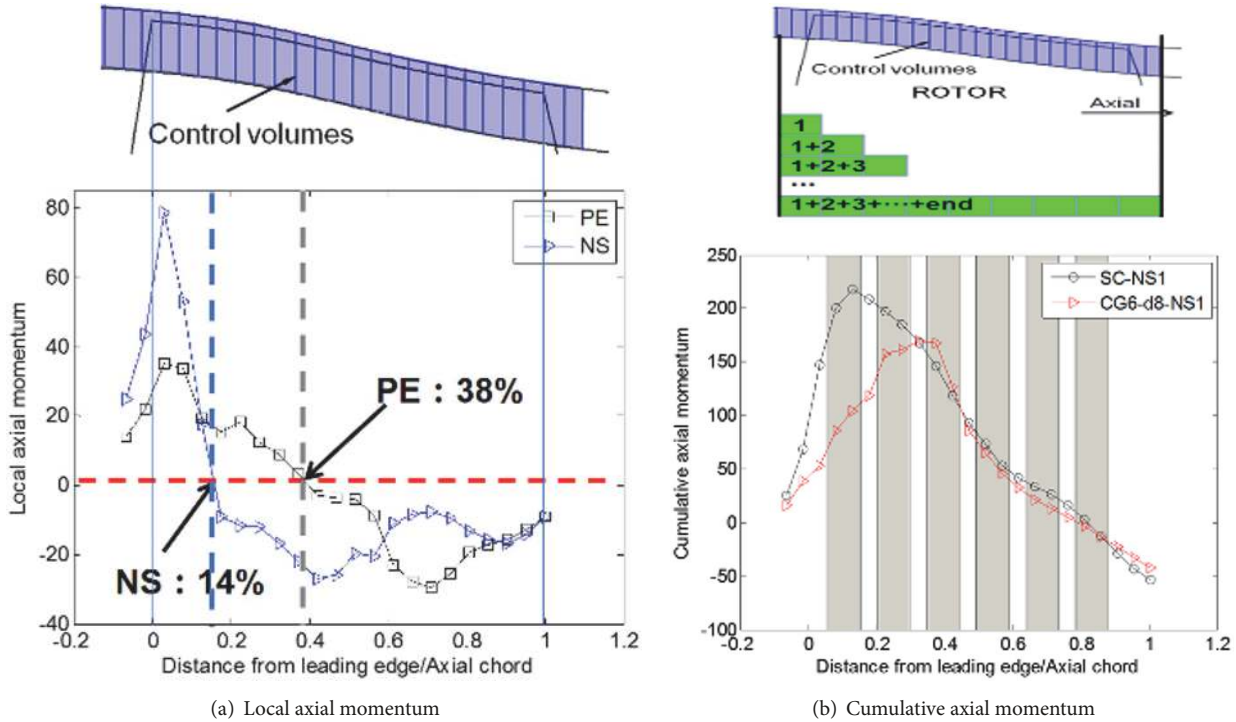 Control volumes
80
60
40
20
0
-20
-40
-0.2
0
0.2
0.4
0.6
0.8
1
1.2
Local axial momentum
PE
NS
PE : 38%
NS : 14%
Distance from leading edge/Axial chord
(a) Local axial momentum
Control volumes
ROTOR
Axial
1
1+2
1+2+3
...
1+2+3+...+end
250
200
150
100
50
0
-50
-100
-0.2
0
0.2
0.4
0.6
0.8
1
1.2
Cumulative axial momentum
SC-NS1
CG6-d8-NS1
Distance from leading edge/Axial chord
(b) Cumulative axial momentum